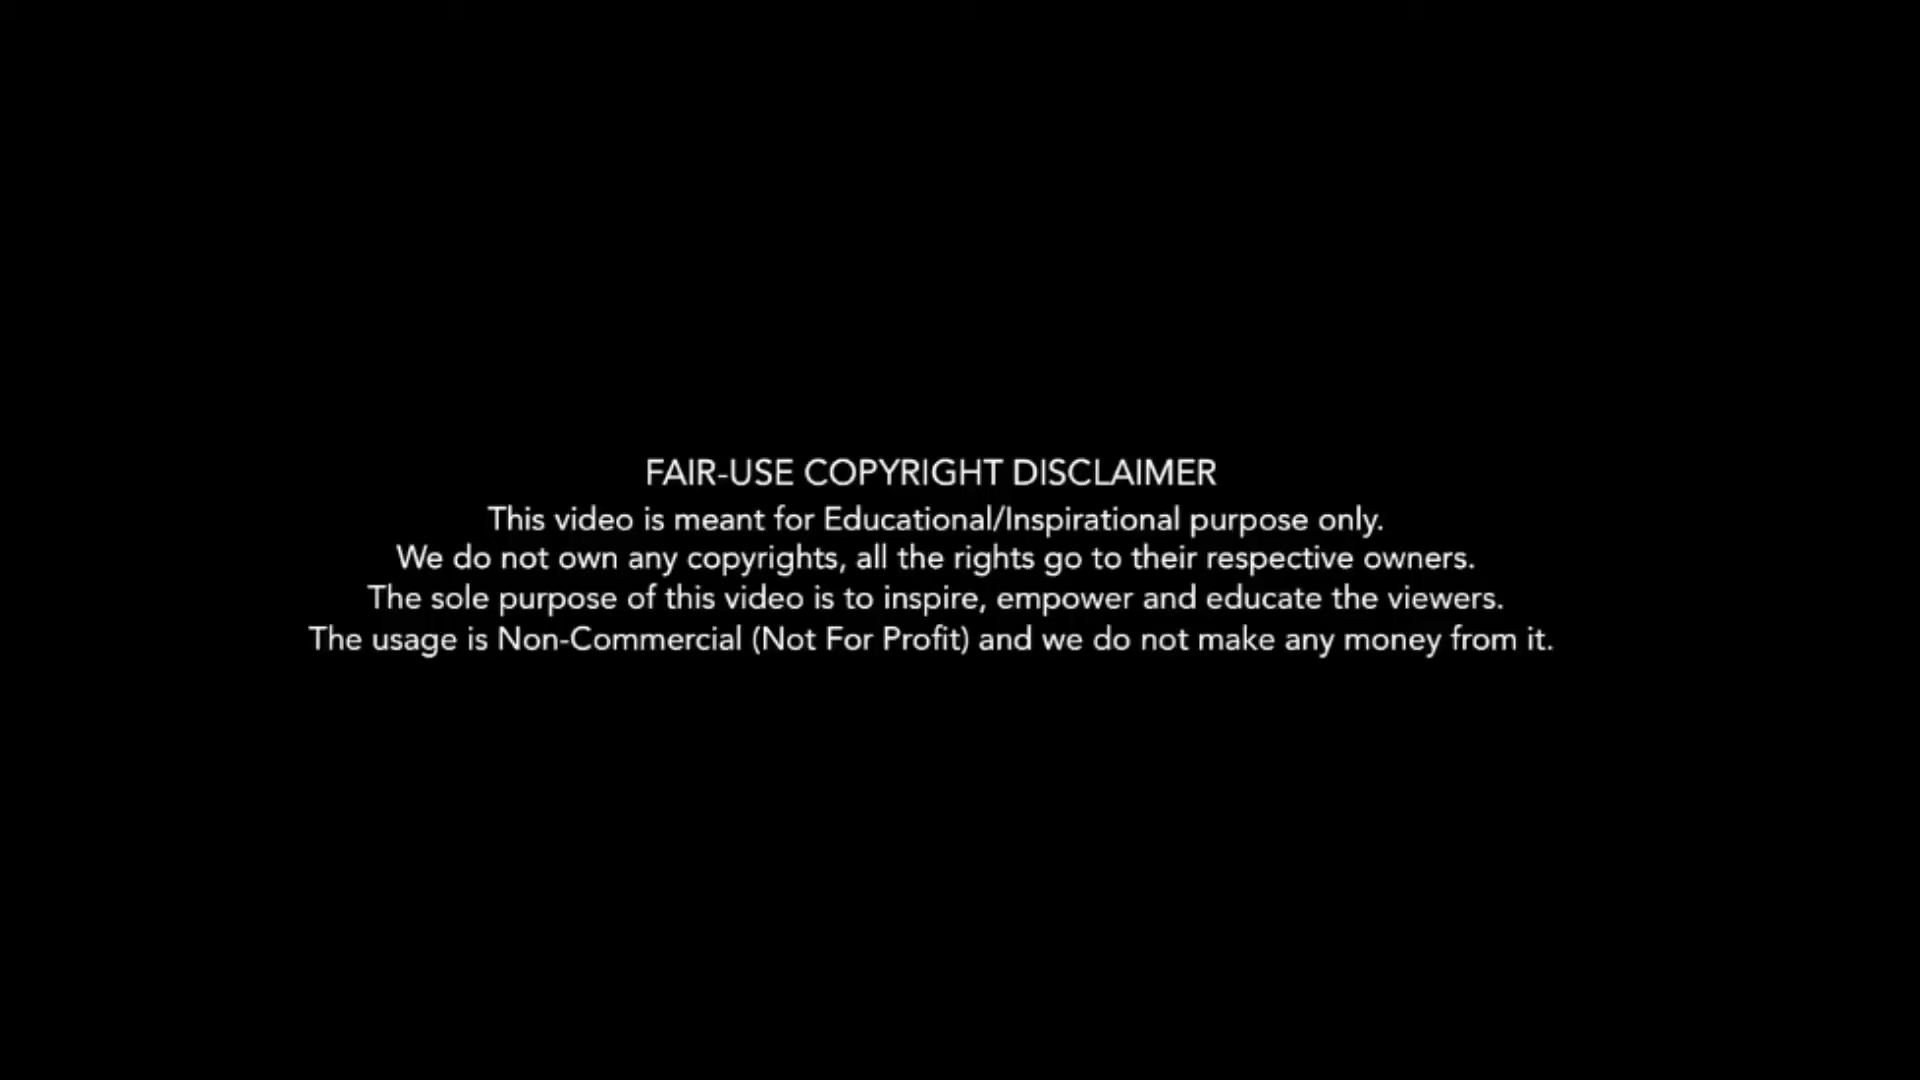 FAIR-USE COPYRIGHT DISCLAIMER
This video is meant for Educational/Inspirational purpose only.
We do not own any copyrights, all the rights go to their respective owners.
The sole purpose of this video is to inspire, empower and educate the viewers.
The usage is Non-Commercial (Not For Profit) and we do not make any money from it.